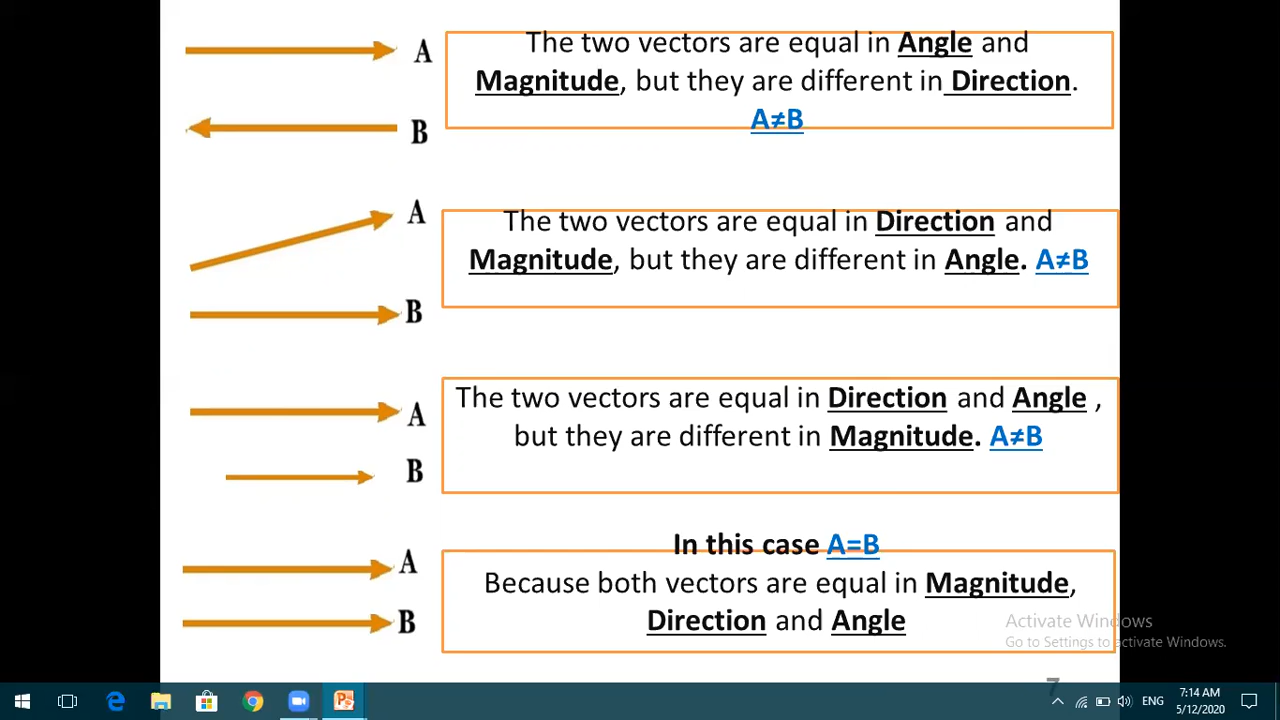 A
The two vectors are equal in Angle and
Magnitude, but they are different in Direction.
A≠B
B
A
The two vectors are equal in Direction and
Magnitude, but they are different in Angle. A≠B
B
The two vectors are equal in Direction and Angle ,
A
but they are different in Magnitude. A≠B
B
In this case A=B
A
Because both vectors are equal in Magnitude,
B
Direction and Angle
Activate Windows
Go to Settings to activate Windows.
7
ENG
7:14 AM
5/12/2020